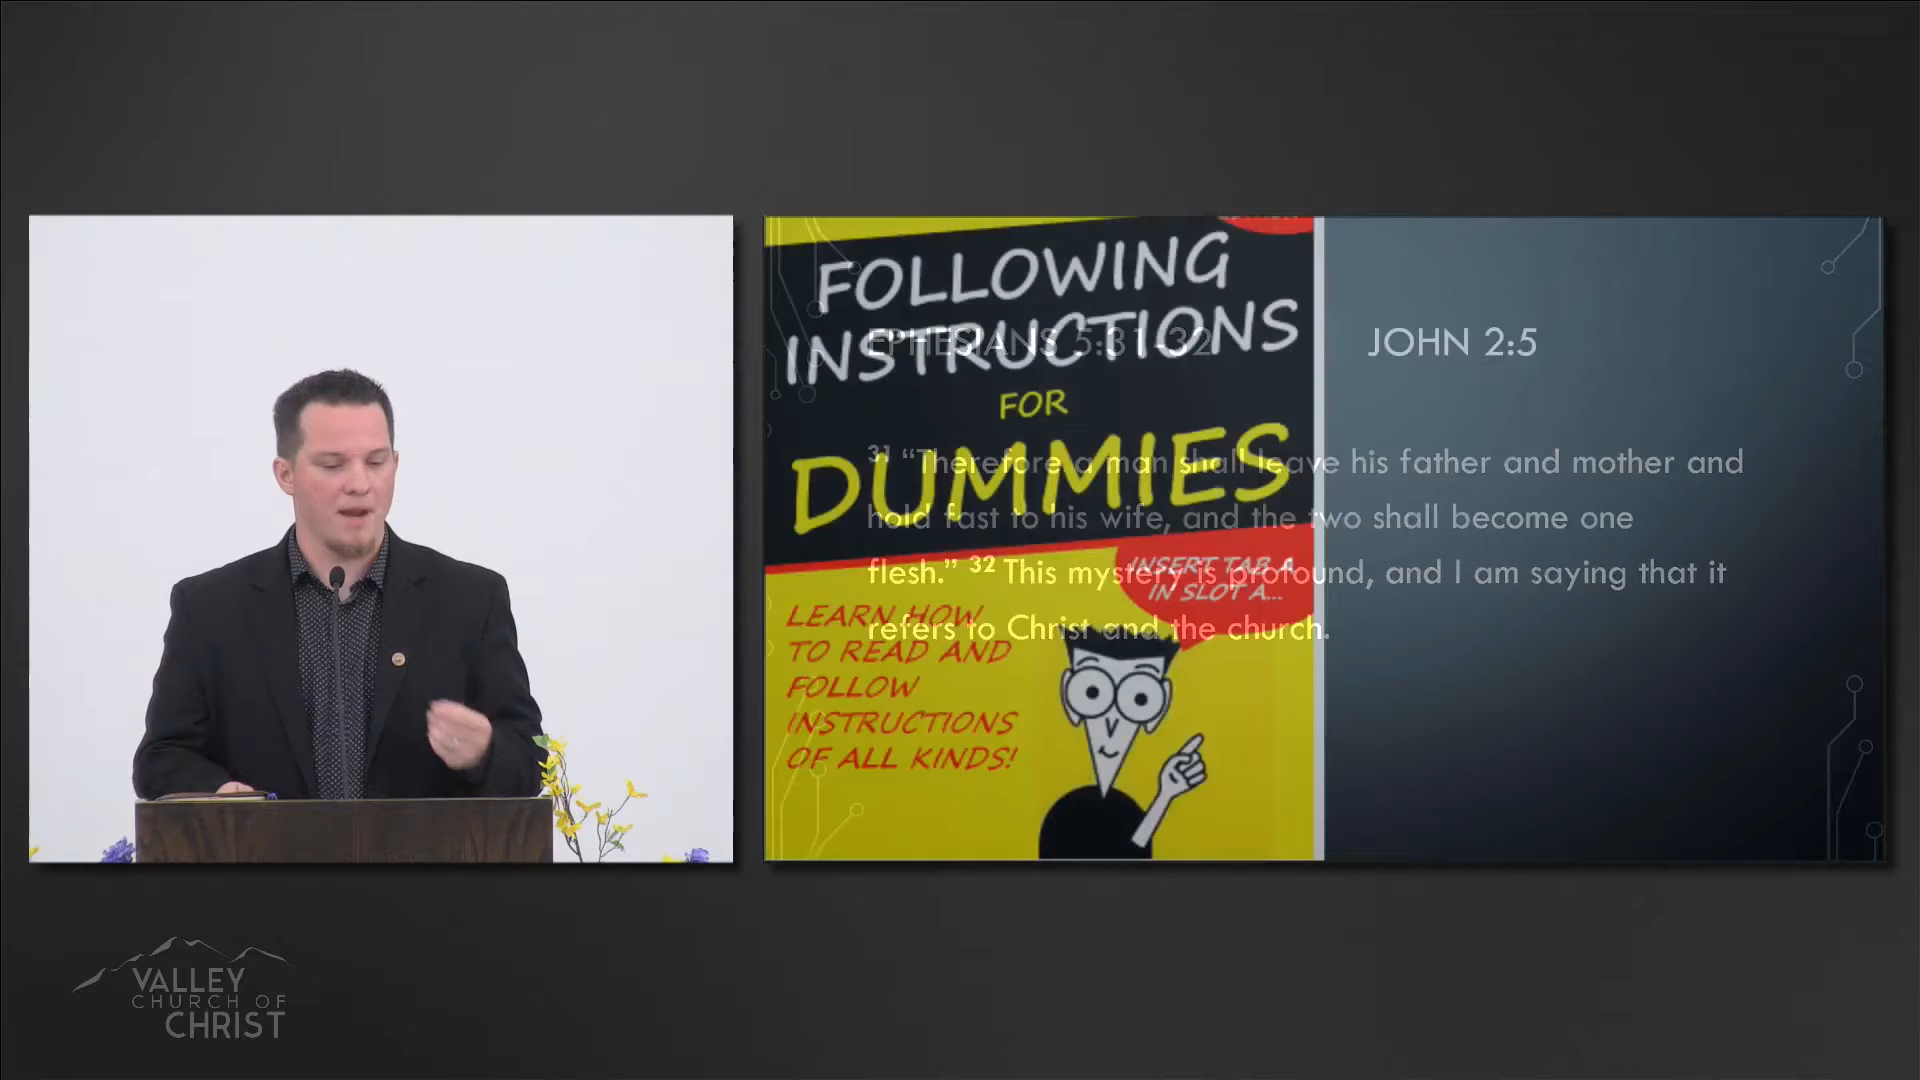 FOLLOWING
INSTRUCTIONS
FOR
DUMMIES
INSERT TAB A
IN SLOT A...
LEARN HOW
TO READ AND
FOLLOW
INSTRUCTIONS
OF ALL KINDS!
EPHESIANS 5:31-32
JOHN 2:5
31 “Therefore a man shall leave his father and mother and
hold fast to his wife, and the two shall become one
flesh.” 32 This mystery is profound, and I am saying that it
refers to Christ and the church.
VALLEY
CHURCH OF
CHRIST